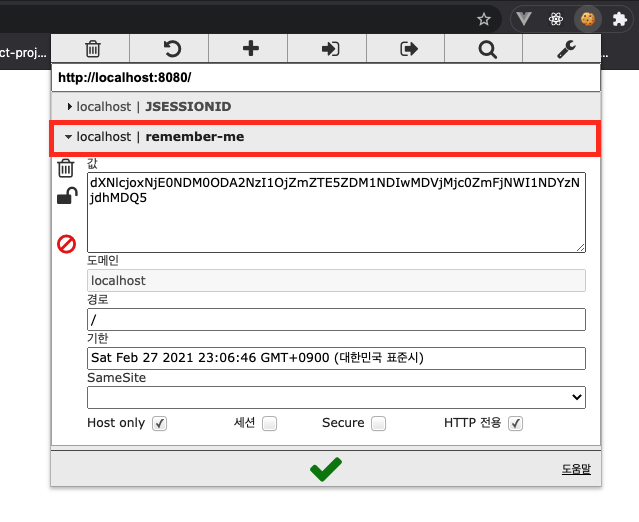 ct-proj...
...
http://localhost:8080/
localhost | JSESSIONID
localhost | remember-me
값
dXNlcjoxNjE0NDM0ODA2NzI1OjZmZTE5ZDM1NDIwMDVjMjc0ZmFjNWI1NDYzN
jdhMDQ5
도메인
localhost
경로
/
기한
Sat Feb 27 2021 23:06:46 GMT+0900 (대한민국 표준시)
SameSite
Host only 세션 Secure HTTP 전용
도움말